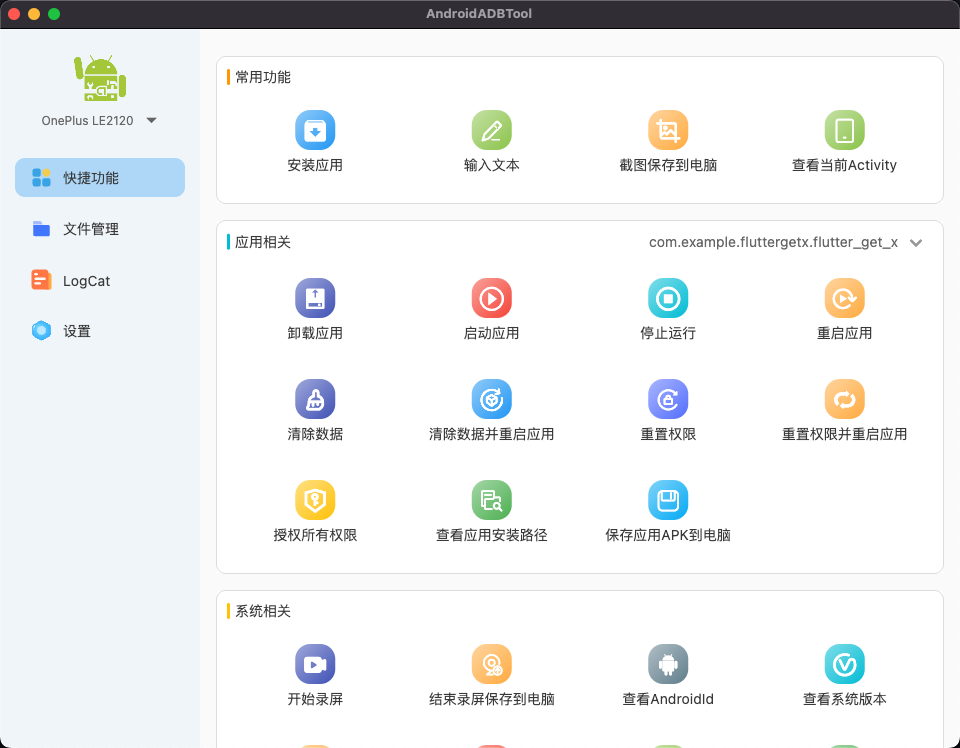 AndroidADBTool
OnePlus LE2120
快捷功能
文件管理
LogCat
设置
常用功能
安装应用
输入文本
截图保存到电脑
查看当前Activity
应用相关
com.example.fluttergetx.flutter_get_x
卸载应用
启动应用
停止运行
重启应用
清除数据
清除数据并重启应用
重置权限
重置权限并重启应用
授权所有权限
查看应用安装路径
保存应用APK到电脑
系统相关
开始录屏
结束录屏保存到电脑
查看AndroidId
查看系统版本